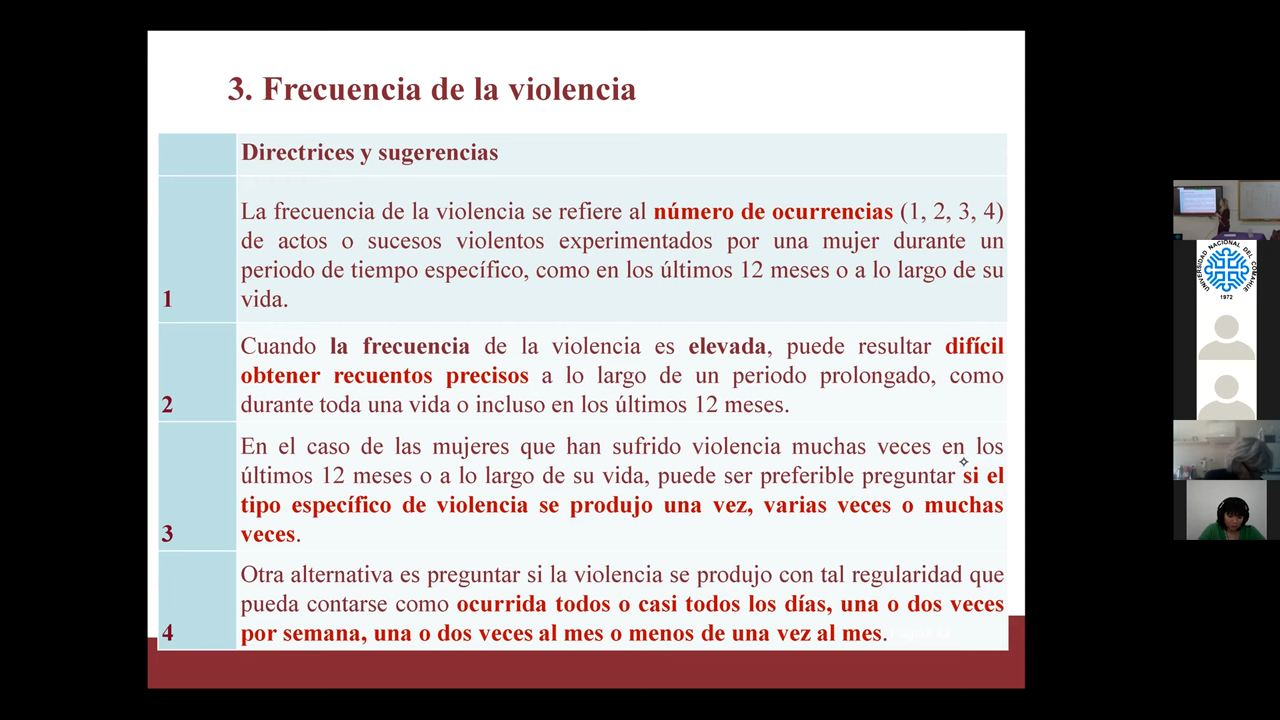 3. Frecuencia de la violencia
Directrices y sugerencias
La frecuencia de la violencia se refiere al número de ocurrencias (1, 2, 3, 4)
de actos o sucesos violentos experimentados por una mujer durante un
periodo de tiempo específico, como en los últimos 12 meses o a lo largo de su
1 vida.
Cuando la frecuencia de la violencia es elevada, puede resultar difícil
obtener recuentos precisos a lo largo de un periodo prolongado, como
2 durante toda una vida o incluso en los últimos 12 meses.
En el caso de las mujeres que han sufrido violencia muchas veces en los
últimos 12 meses o a lo largo de su vida, puede ser preferible preguntar si el
tipo específico de violencia se produjo una vez, varias veces o muchas
3 veces.
Otra alternativa es preguntar si la violencia se produjo con tal regularidad que
pueda contarse como ocurrida todos o casi todos los días, una o dos veces
4 por semana, una o dos veces al mes o menos de una vez al mes.
UNIVERSIDAD NACIONAL DEL COMAHUE
1972